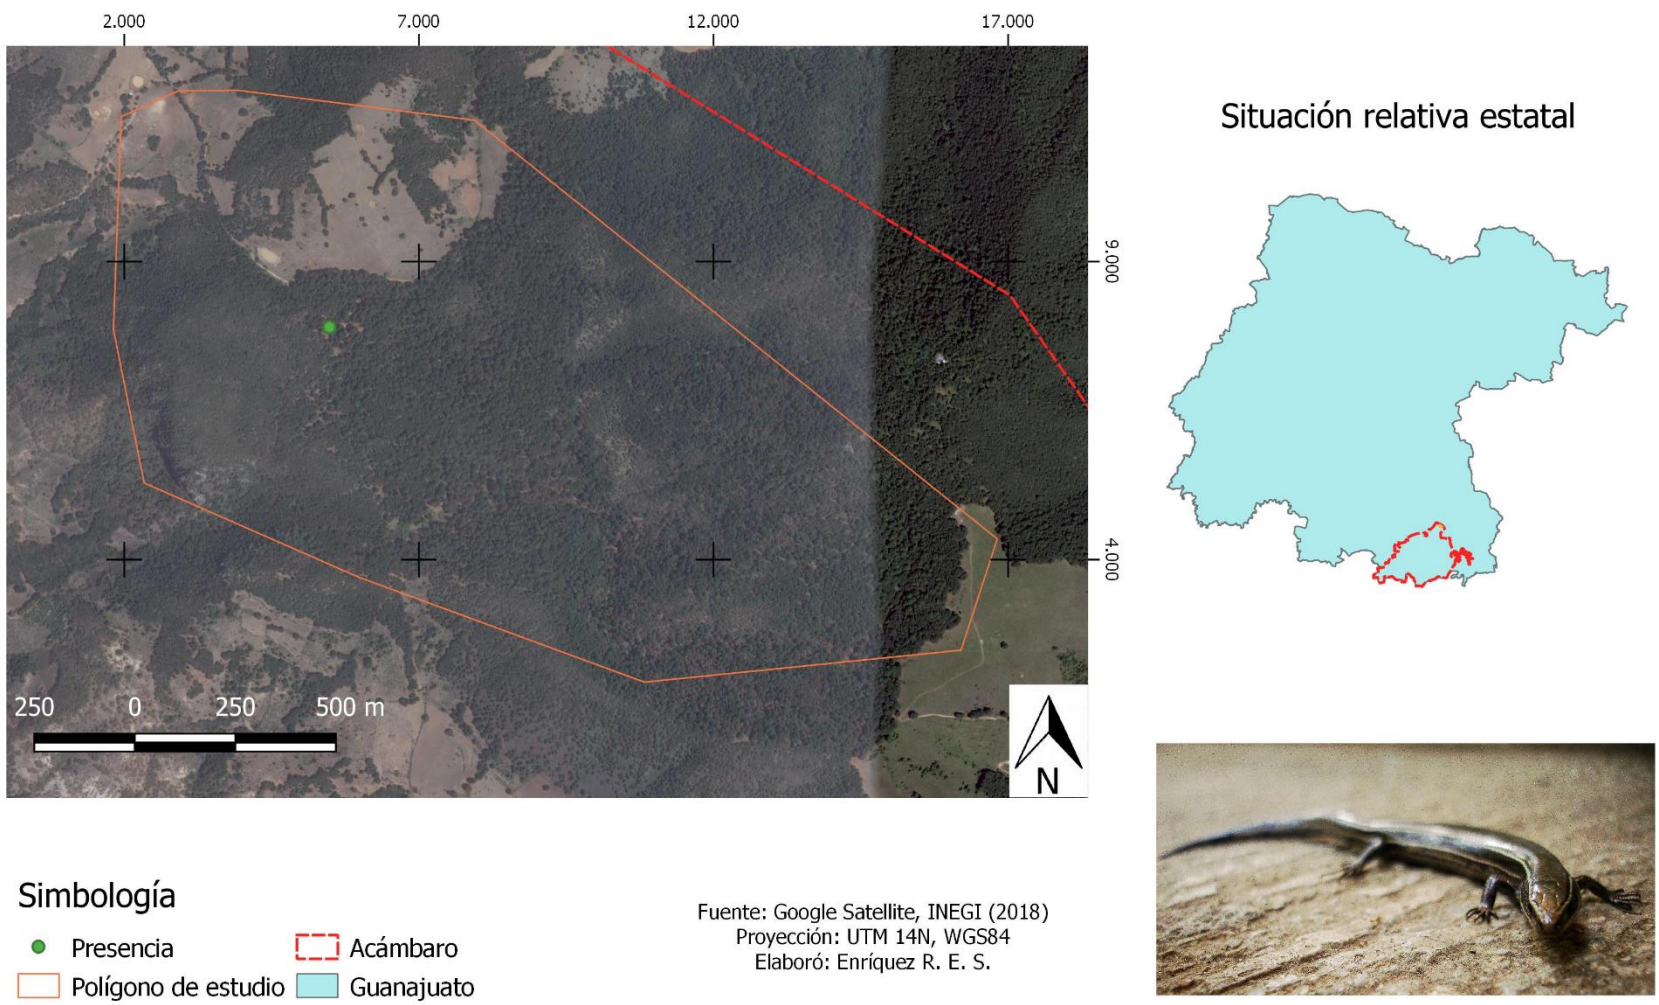 2.000 7.000 12.000 17.000
Situación relativa estatal
9.000
4.000
250 0 250 500 m
N
Simbología
Presencia
Acámbaro
Polígono de estudio
Guanajuato
Fuente: Google Satellite, INEGI (2018)
Proyección: UTM 14N, WGS84
Elaboró: Enríquez R. E. S.